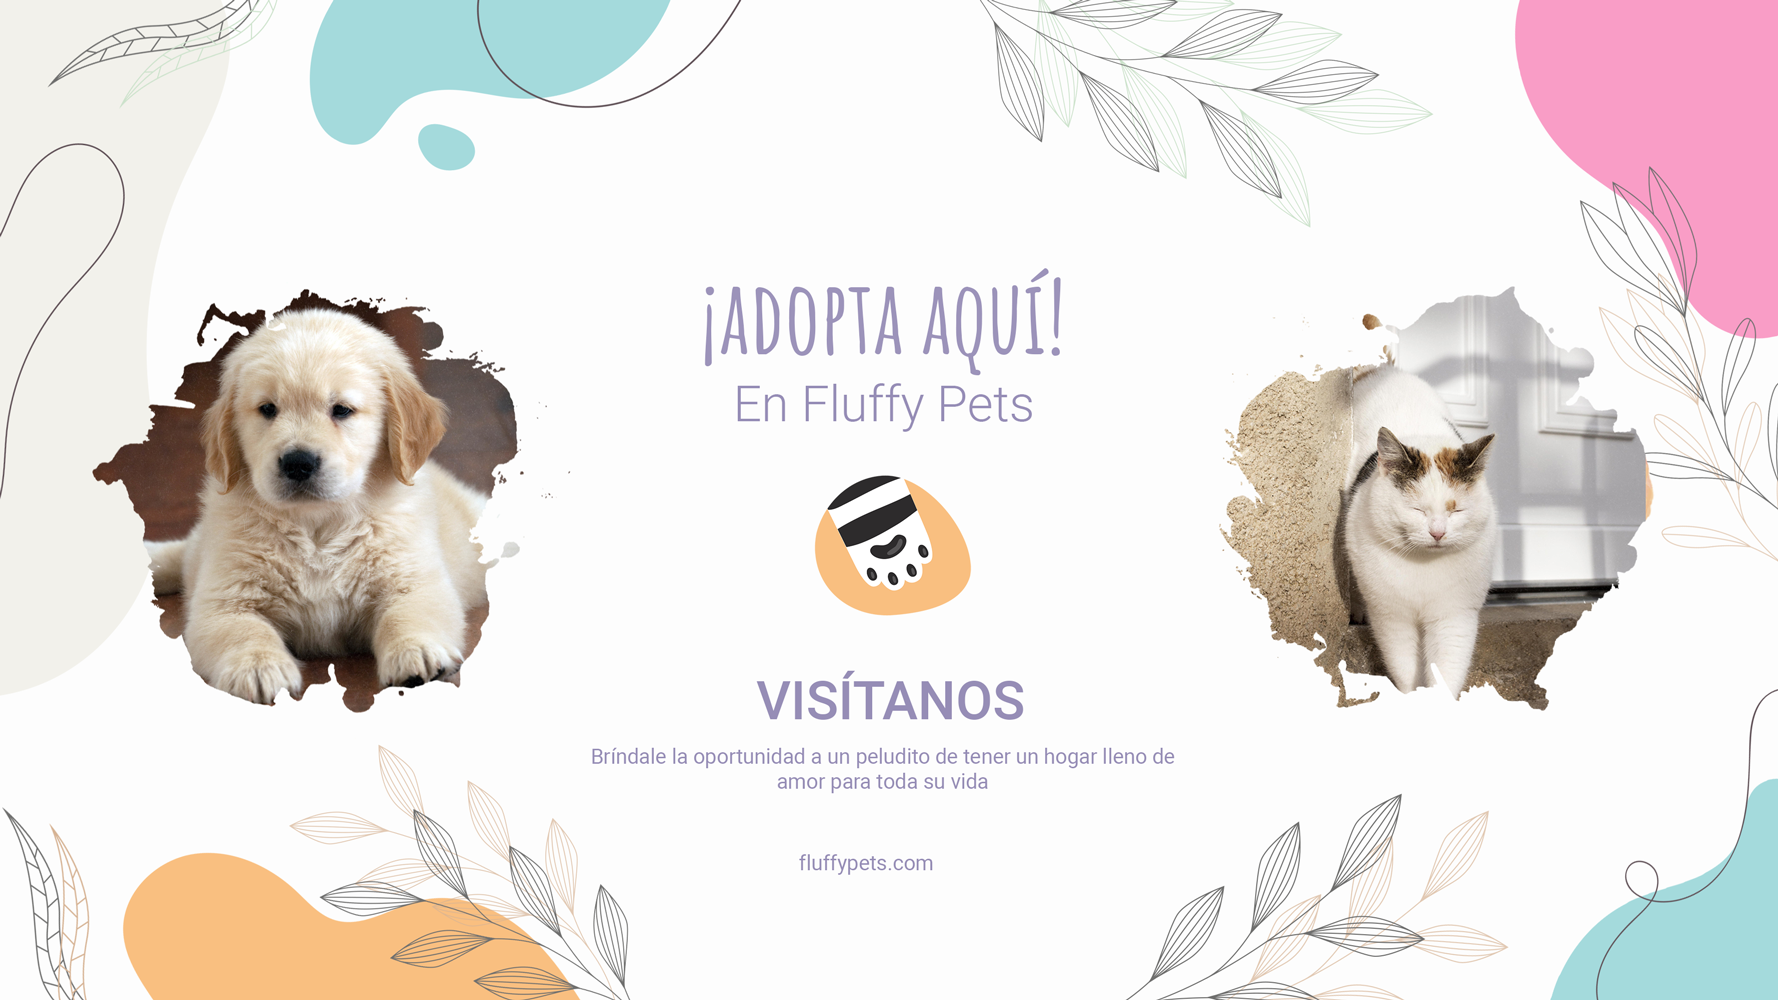 ¡ADOPTA AQUÍ!
En Fluffy Pets
VISÍTANOS
Bríndale la oportunidad a un peludito de tener un hogar lleno de
amor para toda su vida
fluffypets.com